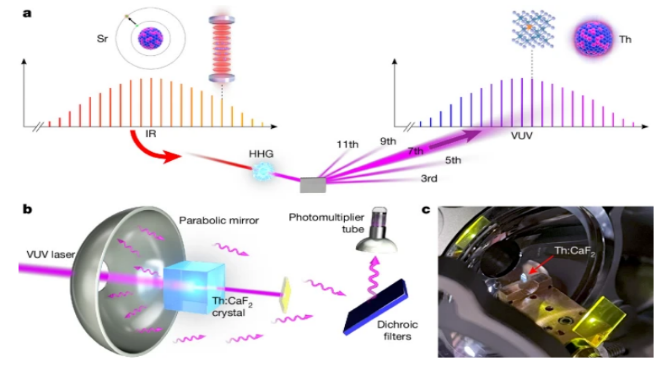 a
Sr
Th
IR
HHG
11th
9th
7th
5th
3rd
VUV
b
VUV laser
Parabolic mirror
Th:CaF2
crystal
Photomultiplier
tube
Dichroic
filters
c
Th:CaF2